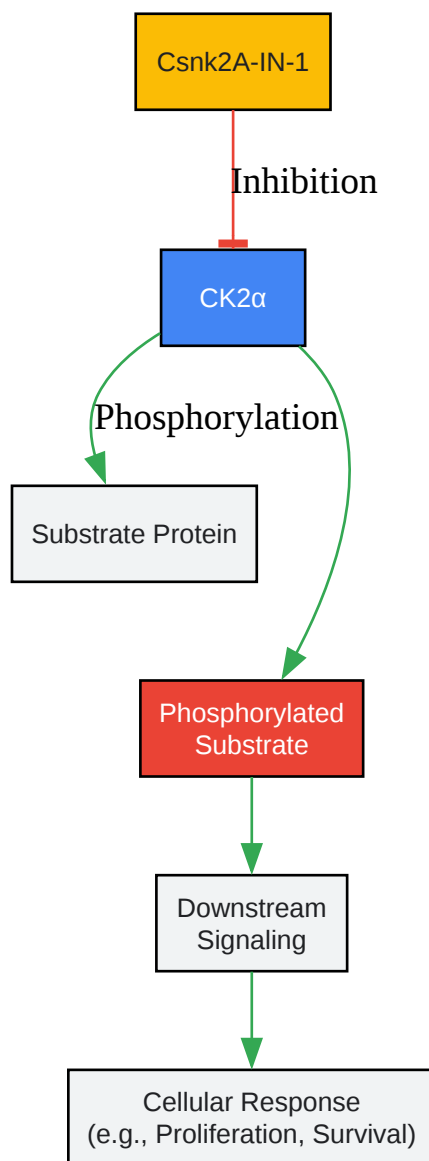 Csnk2A-IN-1
Inhibition
CK2α
Phosphorylation
Substrate Protein
Phosphorylated
Substrate
Downstream
Signaling
Cellular Response
(e.g., Proliferation, Survival)